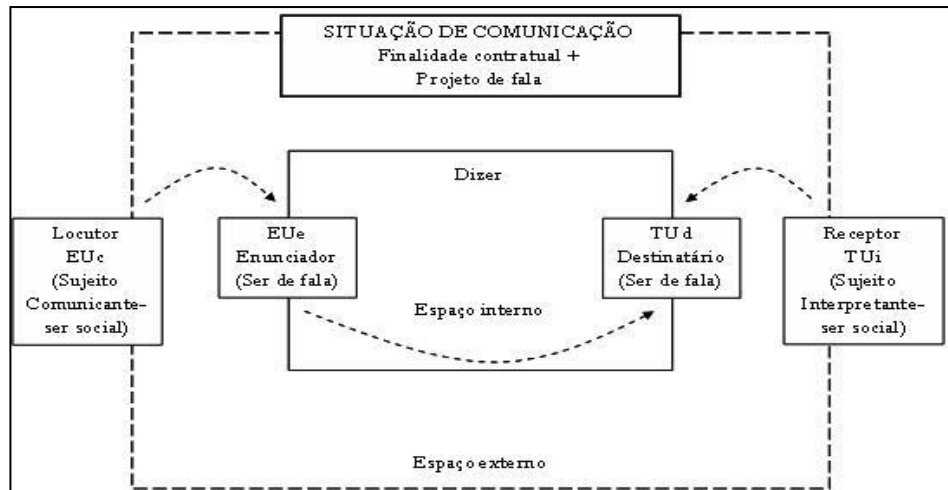 SITUAÇÃO DE COMUNICAÇÃO
Finalidade contratual +
Projeto de fala
Dizer
Locutor
EUc
(Sujeito
Comunicante-
ser social)
EUe
Enunciador
(Ser de fala)
TUd
Destinatário
(Ser de fala)
Receptor
TUi
(Sujeito
Interpretante-
ser social)
Espaço interno
Espaço externo